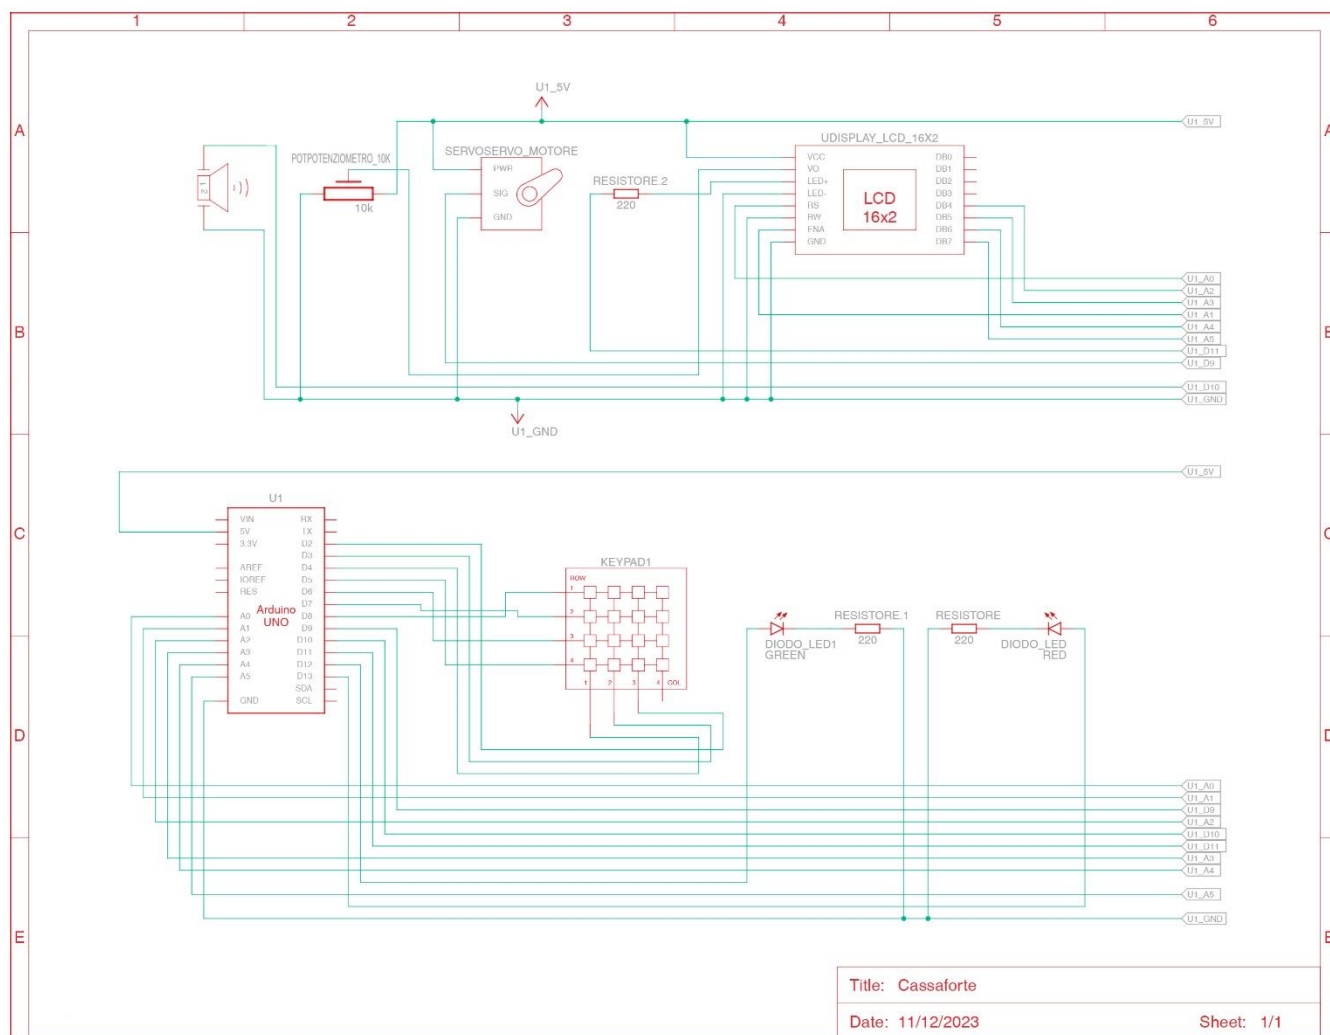 1 2 3 4 5 6
A
U1_5V
U1_5V
UDISPLAY_LCD_16X2
SERVOSERVO_MOTORE
POTPOTENZIOMETRO_10K
10k
1 2
PWR
SIG
GND
RESISTORE.2
220
VCC DB0
VO DB1
LED+ DB2
LED- DB3
RS DB4
RW DB5
ENA DB6
GND DB7
LCD
16x2
B
U1_A0
U1_A2
U1_A3
U1_A1
U1_A4
U1_A5
U1_D11
U1_D9
U1_D10
U1_GND
U1_GND
C
U1_5V
U1
VIN RX
5V TX
3.3V D2
D3
AREF D4
IOREF D5
RES D6
D7
A0 D8
A1 D9
A2 D10
A3 D11
A4 D12
A5 D13
SDA
GND SCL
Arduino
UNO
KEYPAD1
ROW
1
2
3
4
1 2 3 4 COL
RESISTORE.1
220
DIODO_LED1
GREEN
RESISTORE
220
DIODO_LED
RED
D
U1_A0
U1_A1
U1_D9
U1_A2
U1_D10
U1_D11
U1_A3
U1_A4
U1_A5
U1_GND
E
Title: Cassaforte
Date: 11/12/2023 Sheet: 1/1